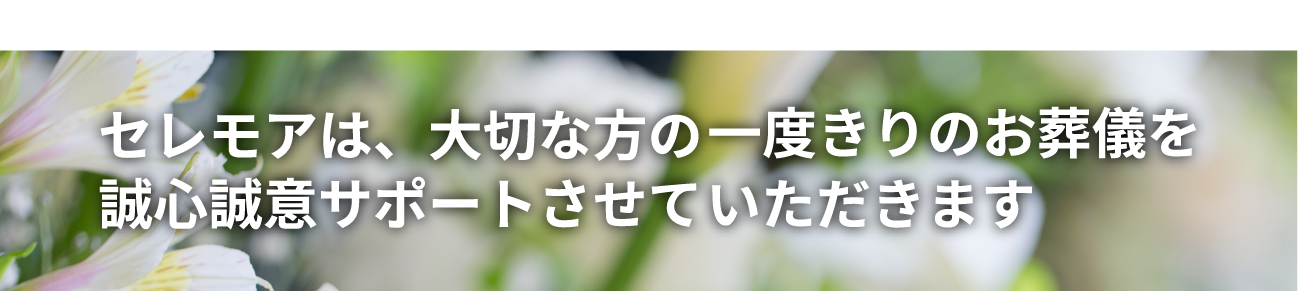 セレモアは、大切な方の一度きりのお葬儀を
誠心誠意サポートさせていただきます